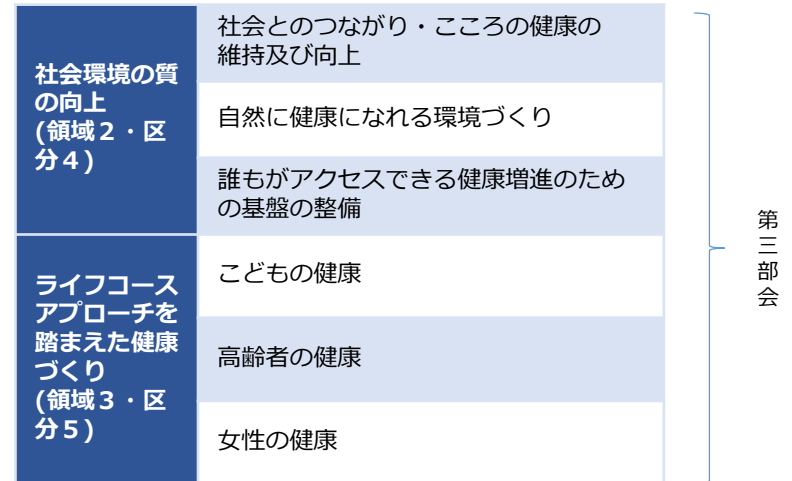 社会環境の質
の向上
(領域２・区
分４)
社会とのつながり・こころの健康の
維持及び向上
自然に健康になれる環境づくり
誰もがアクセスできる健康増進のため
の基盤の整備
ライフコース
アプローチを
踏まえた健康
づくり
(領域３・区
分５)
こどもの健康
高齢者の健康
女性の健康
第三部会